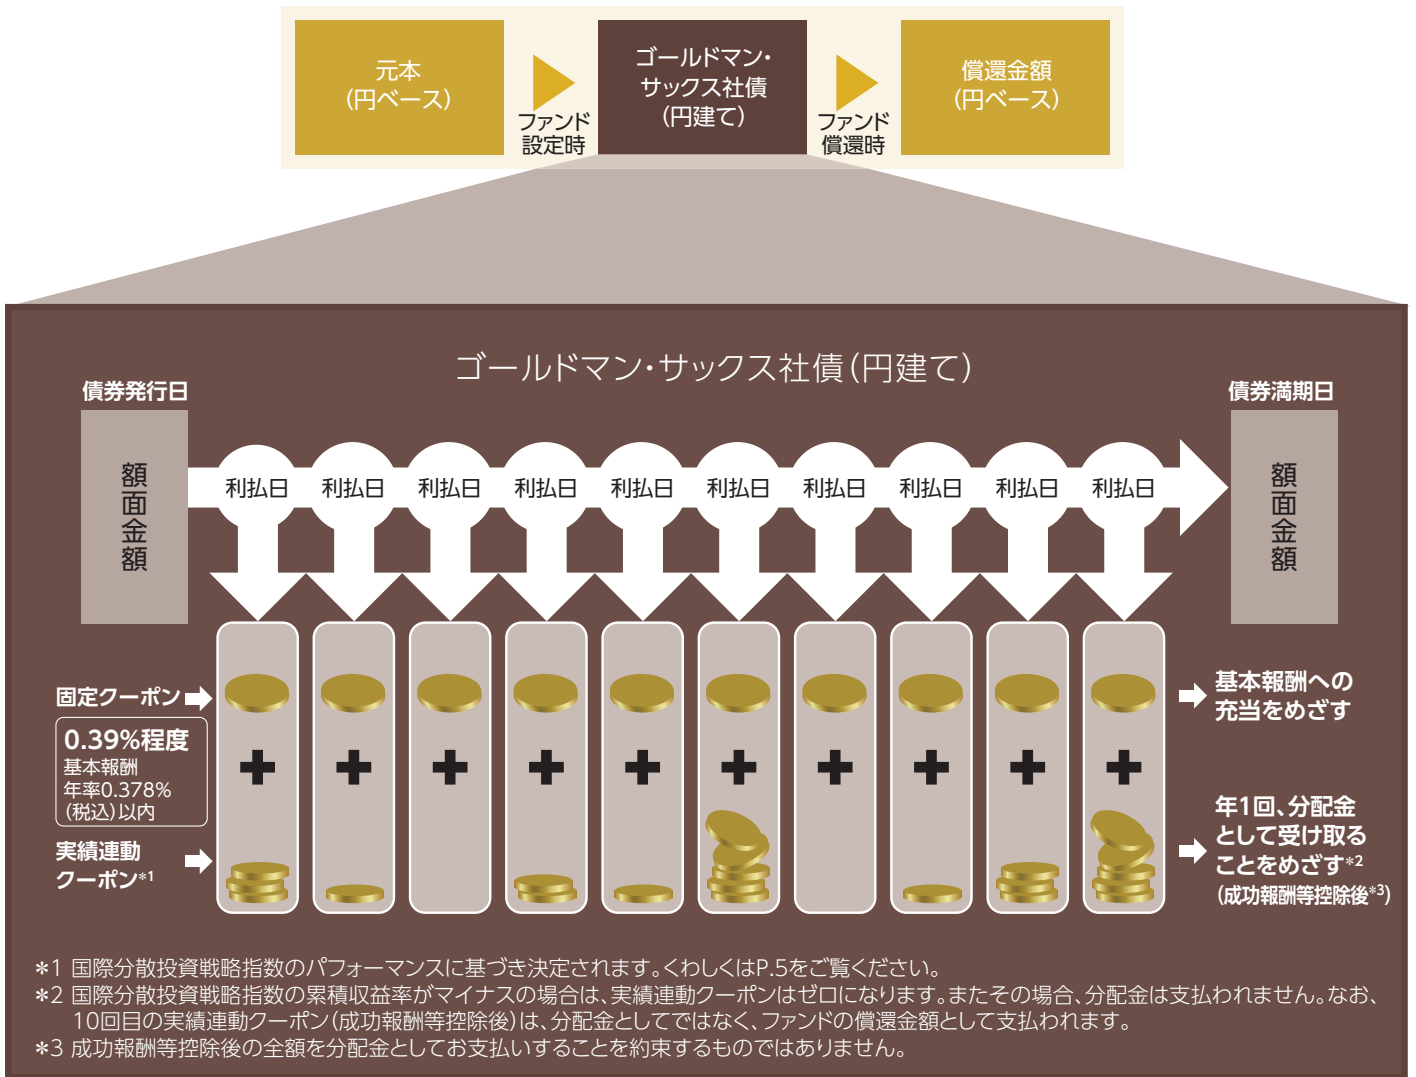 元本
（円ベース）
ファンド
設定時
ゴールドマン・
サックス社債
（円建て）
ファンド
償還時
償還金額
（円ベース）
ゴールドマン・サックス社債（円建て）
債券発行日
債券満期日
額面金額
利払日 利払日 利払日 利払日 利払日 利払日 利払日 利払日 利払日 利払日
額面金額
固定クーポン
0.39%程度
基本報酬
年率0.378%
（税込）以内
基本報酬への
充当をめざす
実績連動
クーポン*1
年1回、分配金
として受け取る
ことをめざす*2
（成功報酬等控除後*3）
*1 国際分散投資戦略指数のパフォーマンスに基づき決定されます。くわしくはP.5をご覧ください。
*2 国際分散投資戦略指数の累積収益率がマイナスの場合は、実績連動クーポンはゼロになります。またその場合、分配金は支払われません。なお、
10回目の実績連動クーポン（成功報酬等控除後）は、分配金としてではなく、ファンドの償還金額として支払われます。
*3 成功報酬等控除後の全額を分配金としてお支払いすることを約束するものではありません。